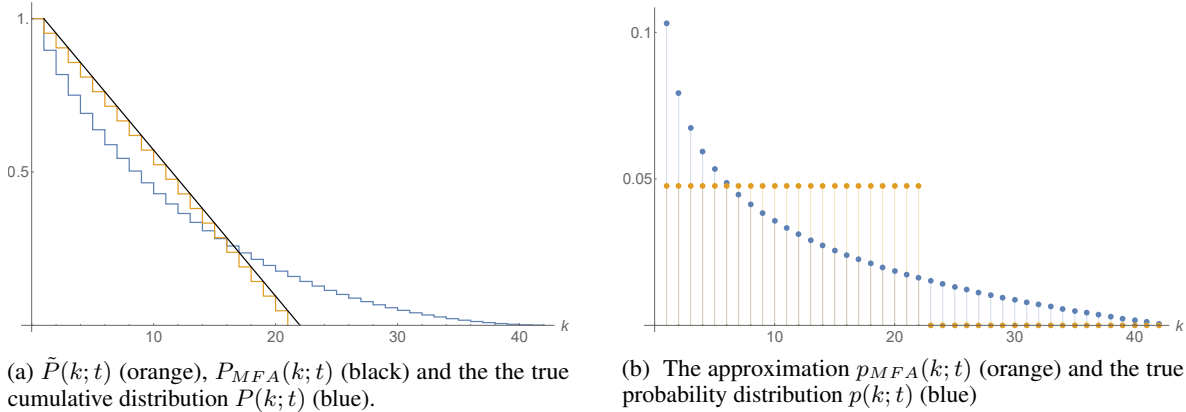 1.
0.5
10
20
30
40
k
0.1
0.05
10
20
30
40
k
(a) P̃(k; t) (orange), P_{MFA}(k; t) (black) and the the true
cumulative distribution P(k; t) (blue).
(b) The approximation p_{MFA}(k; t) (orange) and the true
probability distribution p(k; t) (blue)